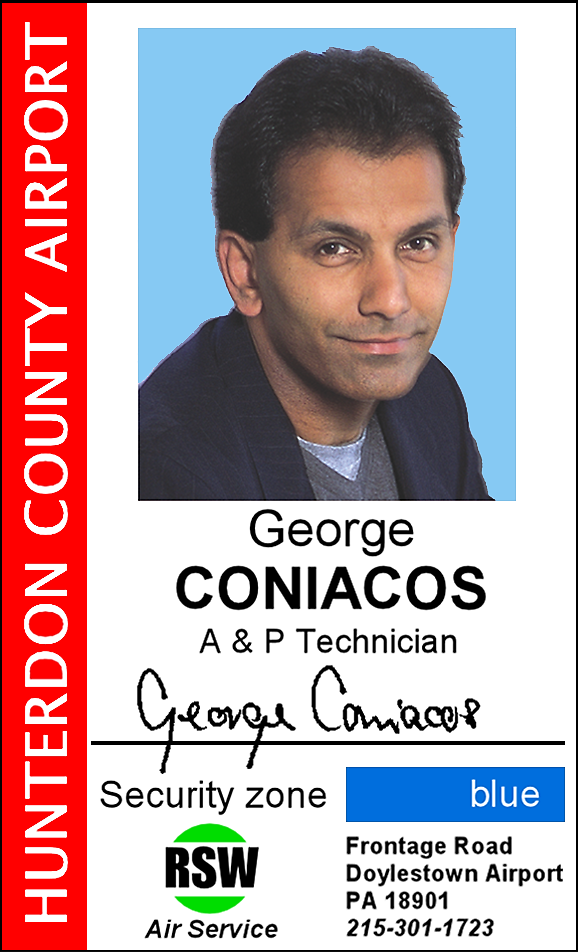 HUNTERDON COUNTY AIRPORT
George
CONIACOS
A & P Technician
George Coniacos
Security zone
blue
RSW
Air Service
Frontage Road
Doylestown Airport
PA 18901
215-301-1723